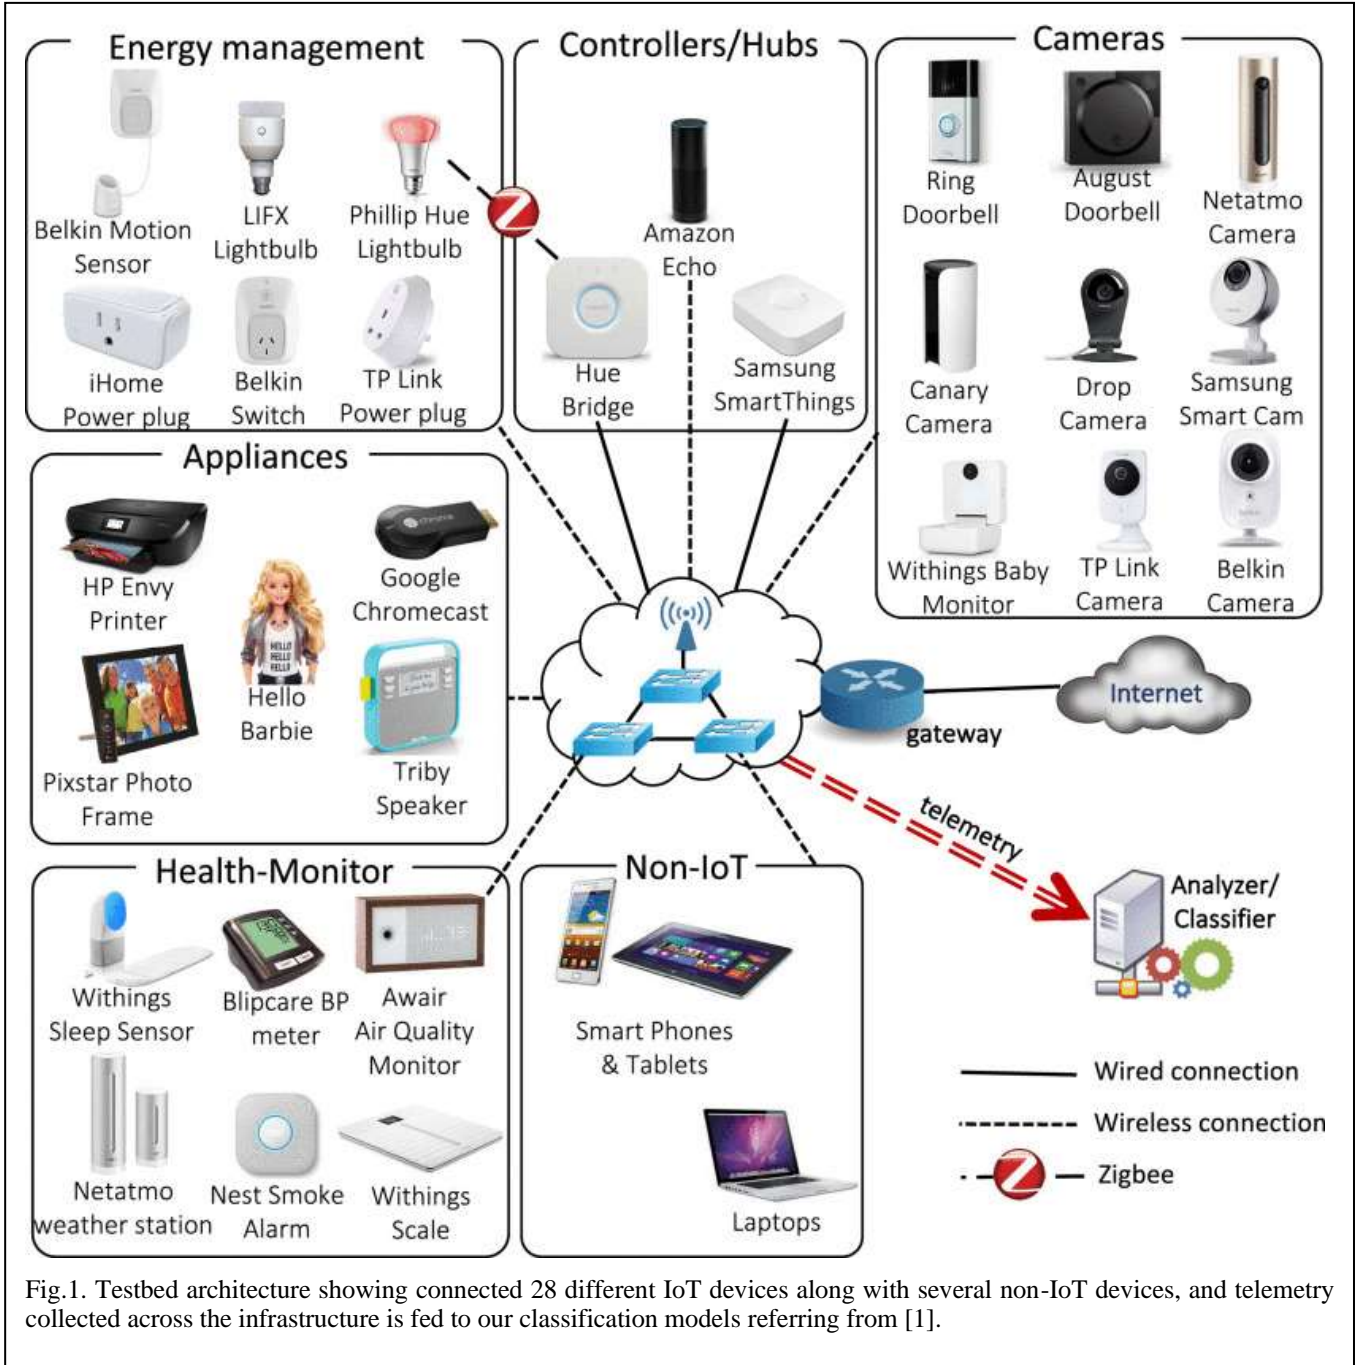 Energy management
Belkin Motion
Sensor
LIFX
Lightbulb
Phillip Hue
Lightbulb
iHome
Power plug
Belkin
Switch
TP Link
Power plug
Controllers/Hubs
Amazon
Echo
Hue
Bridge
Samsung
SmartThings
Cameras
Ring
Doorbell
August
Doorbell
Netatmo
Camera
Canary
Camera
Drop
Camera
Samsung
Smart Cam
Withings Baby
Monitor
TP Link
Camera
Belkin
Camera
Appliances
HP Envy
Printer
chrome
Google
Chromecast
HELLO
HELLO
HELLO
Hello
Barbie
Pixstar Photo
Frame
Triby
Speaker
gateway
Internet
telemetry
Analyzer/
Classifier
Health-Monitor
Withings
Sleep Sensor
Blipcare BP
meter
Awair
Air Quality
Monitor
Netatmo
weather station
Nest Smoke
Alarm
Withings
Scale
Non-IoT
Smart Phones
& Tablets
Laptops
Wired connection
Wireless connection
Z
Zigbee
Fig.1. Testbed architecture showing connected 28 different IoT devices along with several non-IoT devices, and telemetry
collected across the infrastructure is fed to our classification models referring from [1].